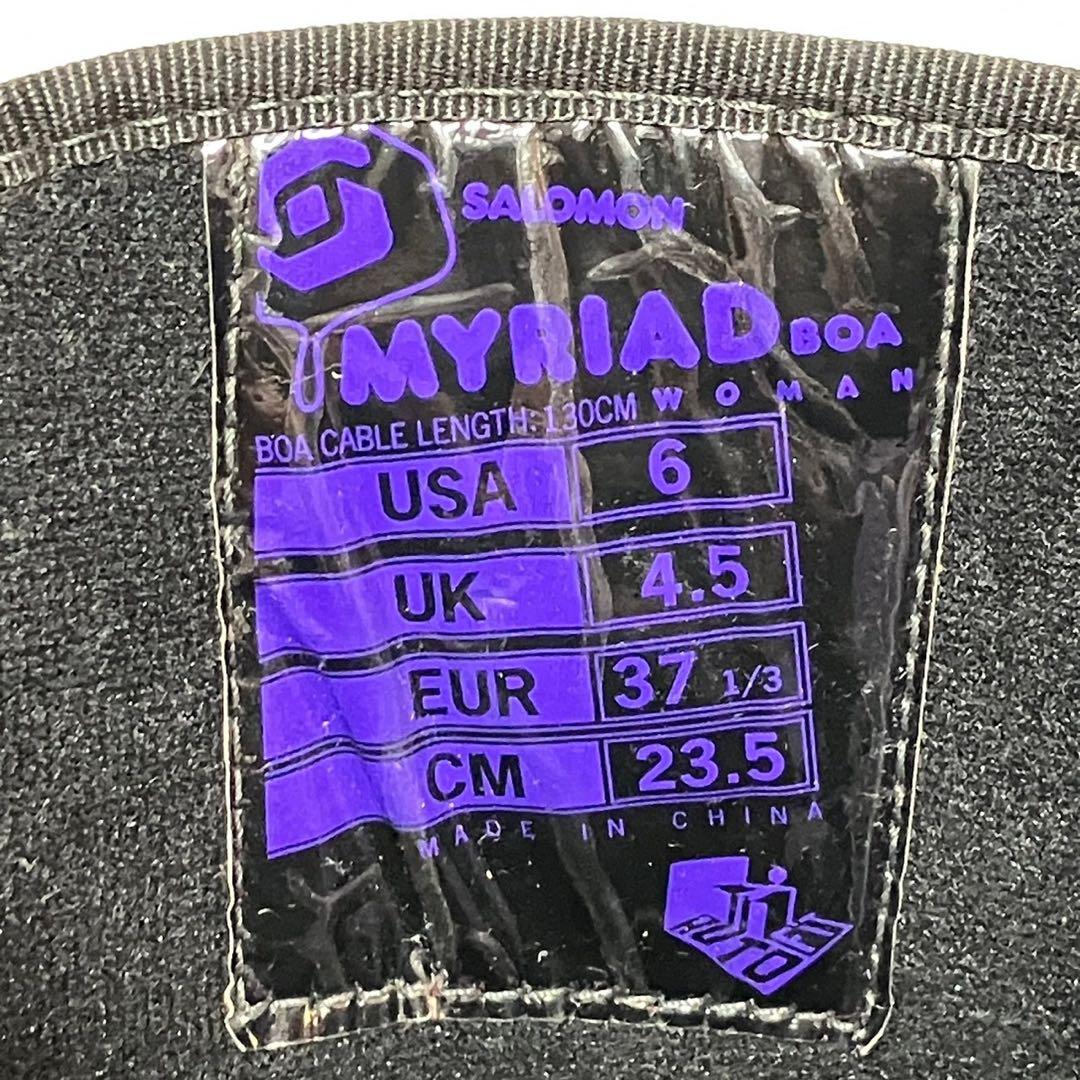 SALOMON
MYRIAD BOA
WOMAN
BOA CABLE LENGTH: 130CM
USA 6
UK 4.5
EUR 37 1/3
CM 23.5
MADE IN CHINA
AUTOFIT